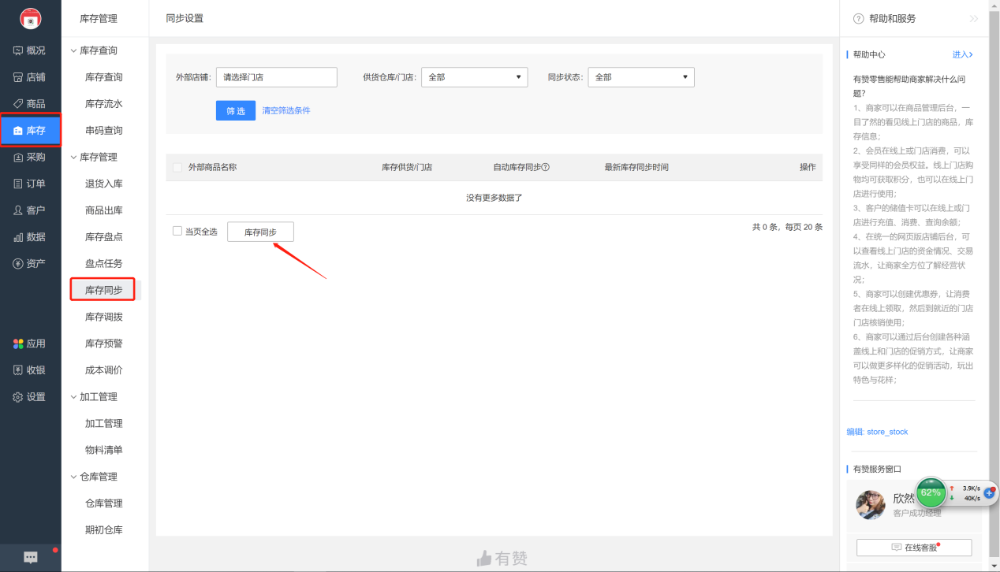 概况
店铺
商品
库存
采购
订单
客户
数据
资产
应用
收银
设置
库存管理
库存查询
库存查询
库存流水
串码查询
库存管理
退货入库
商品出库
库存盘点
盘点任务
库存同步
库存调拨
库存预警
成本调价
加工管理
加工管理
物料清单
仓库管理
仓库管理
期初仓库
同步设置
外部店铺: 请选择门店 供货仓库/门店: 全部 同步状态: 全部
筛选 清空筛选条件
外部商品名称 库存供货/门店 自动库存同步? 最新库存同步时间 操作
没有更多数据了
当页全选 库存同步 共 0 条，每页 20 条
有赞
? 帮助和服务
帮助中心 进入
有赞零售能帮助商家解决什么问
题?
1、商家可以在商品管理后台，一
目了然的看见线上门店的商品，库
存信息；
2、会员在线上或门店消费，可以
享受同样的会员权益。线上门店购
物均可获取积分，也可以在线上门
店进行使用；
3、客户的储值卡可以在线上或门
店进行充值、消费、查询余额；
4、在统一的网页版店铺后台，可
以查看线上门店的资金情况、交易
流水，让商家全方位了解经营状
况；
5、商家可以创建优惠券，让消费
者在线上领取，然后到就近的门店
门店核销使用；
6、商家可以通过后台创建各种涵
盖线上和门店的促销方式，让商家
可以做更多样化的促销活动，玩出
特色与花样；
编辑: store_stock
有赞服务窗口
欣然
客户成功经理
62%
3.9K/s
40K/s
在线客服